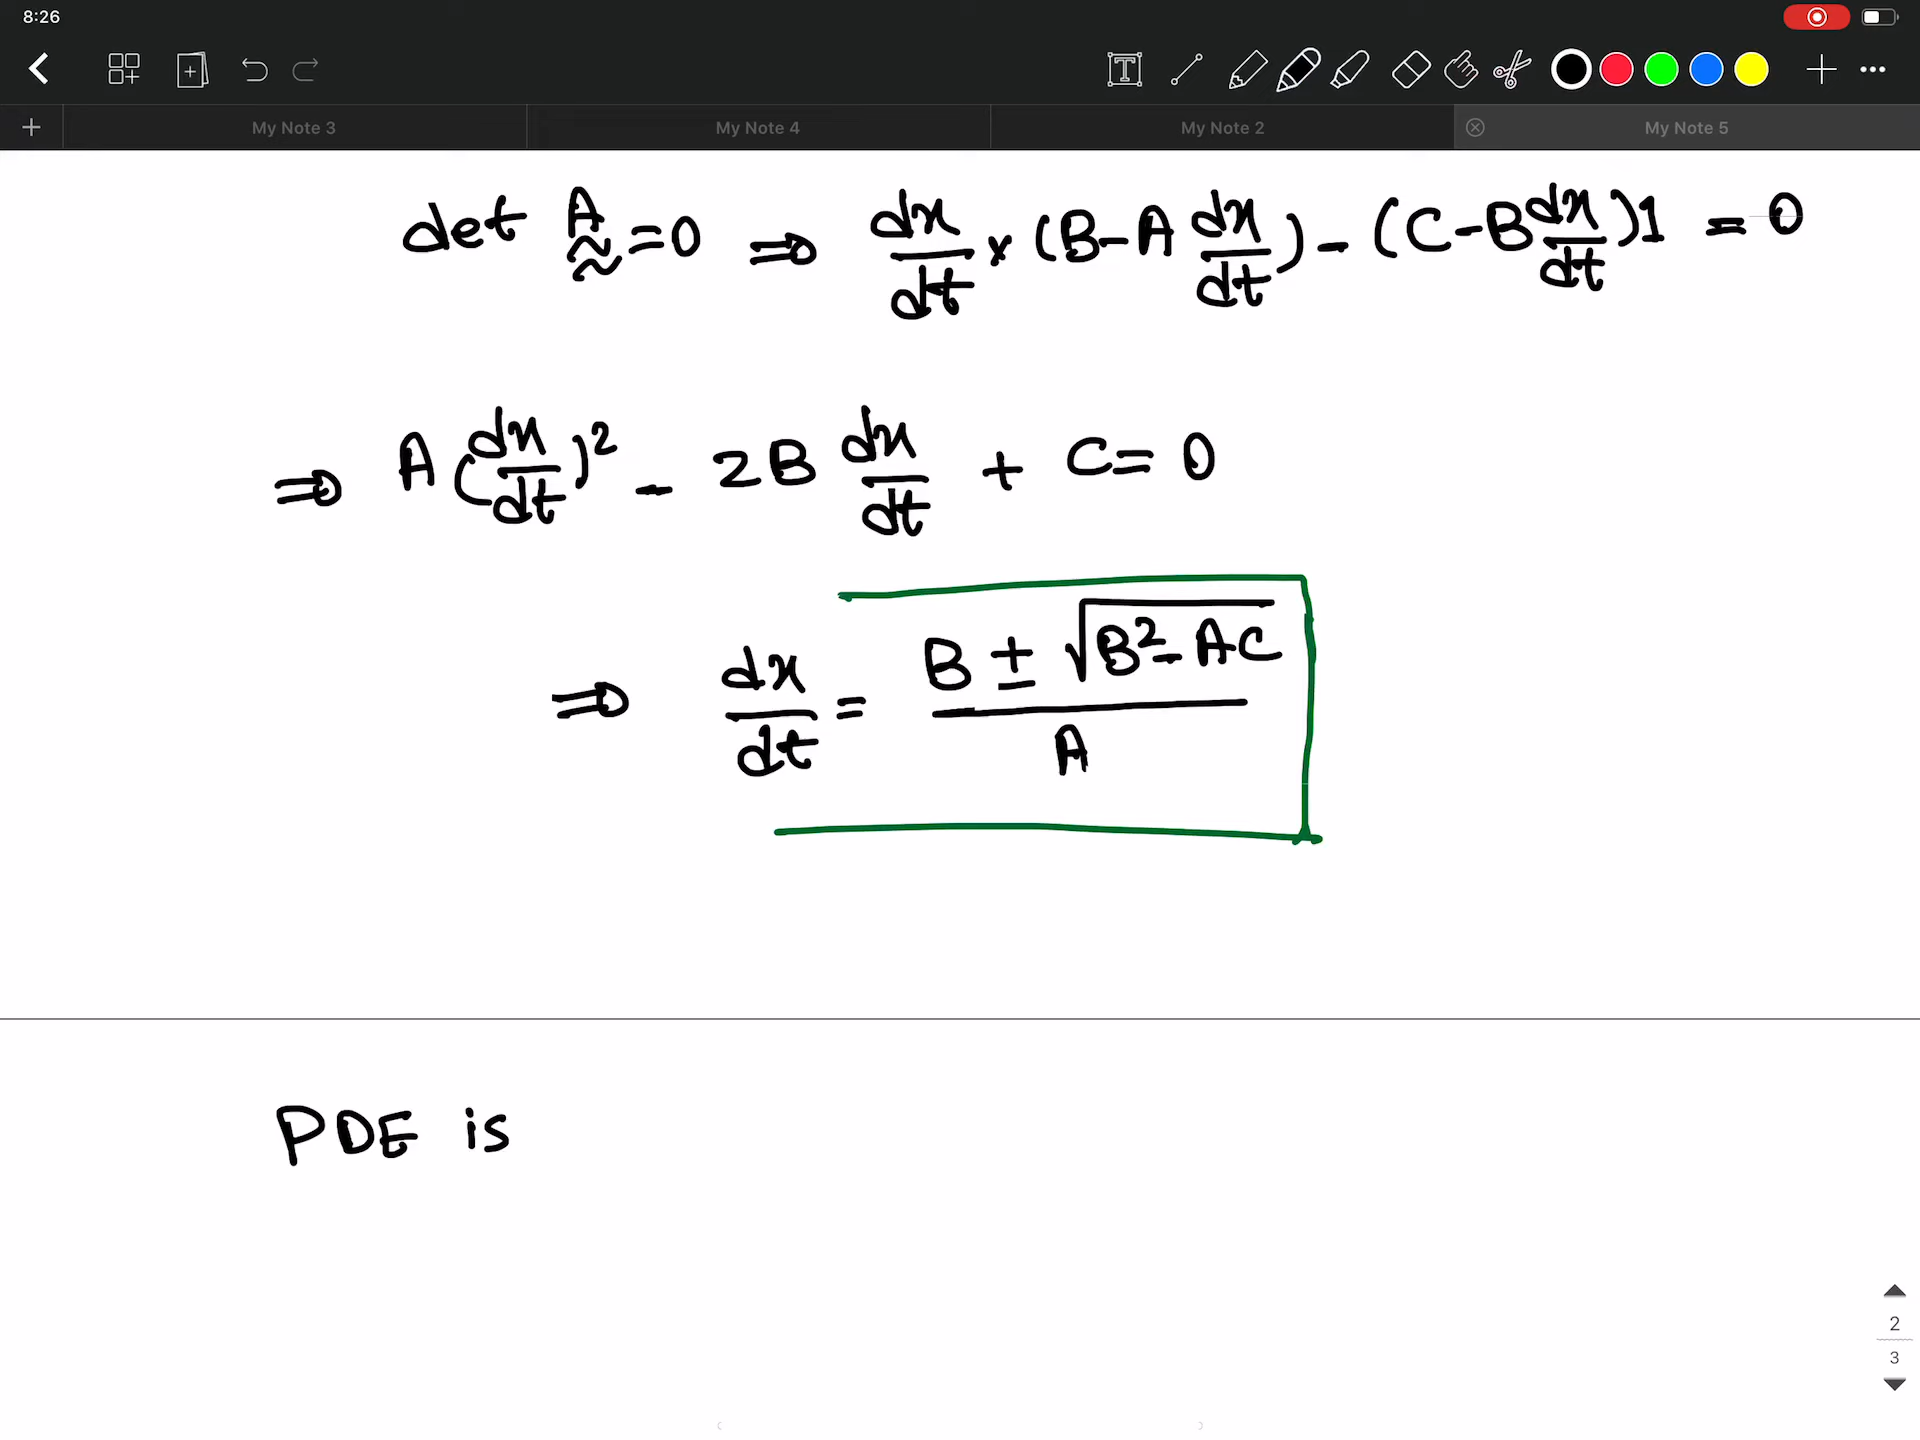 8:26
My Note 3 My Note 4 My Note 2 My Note 5
det A≈ = 0 ⇒ dx/dt × (B - A dx/dt) - (C - B dx/dt)1 = 0
⇒ A(dx/dt)² - 2B dx/dt + C = 0
⇒ dx/dt = B ± √(B² - AC) / A
PDE is
2
3